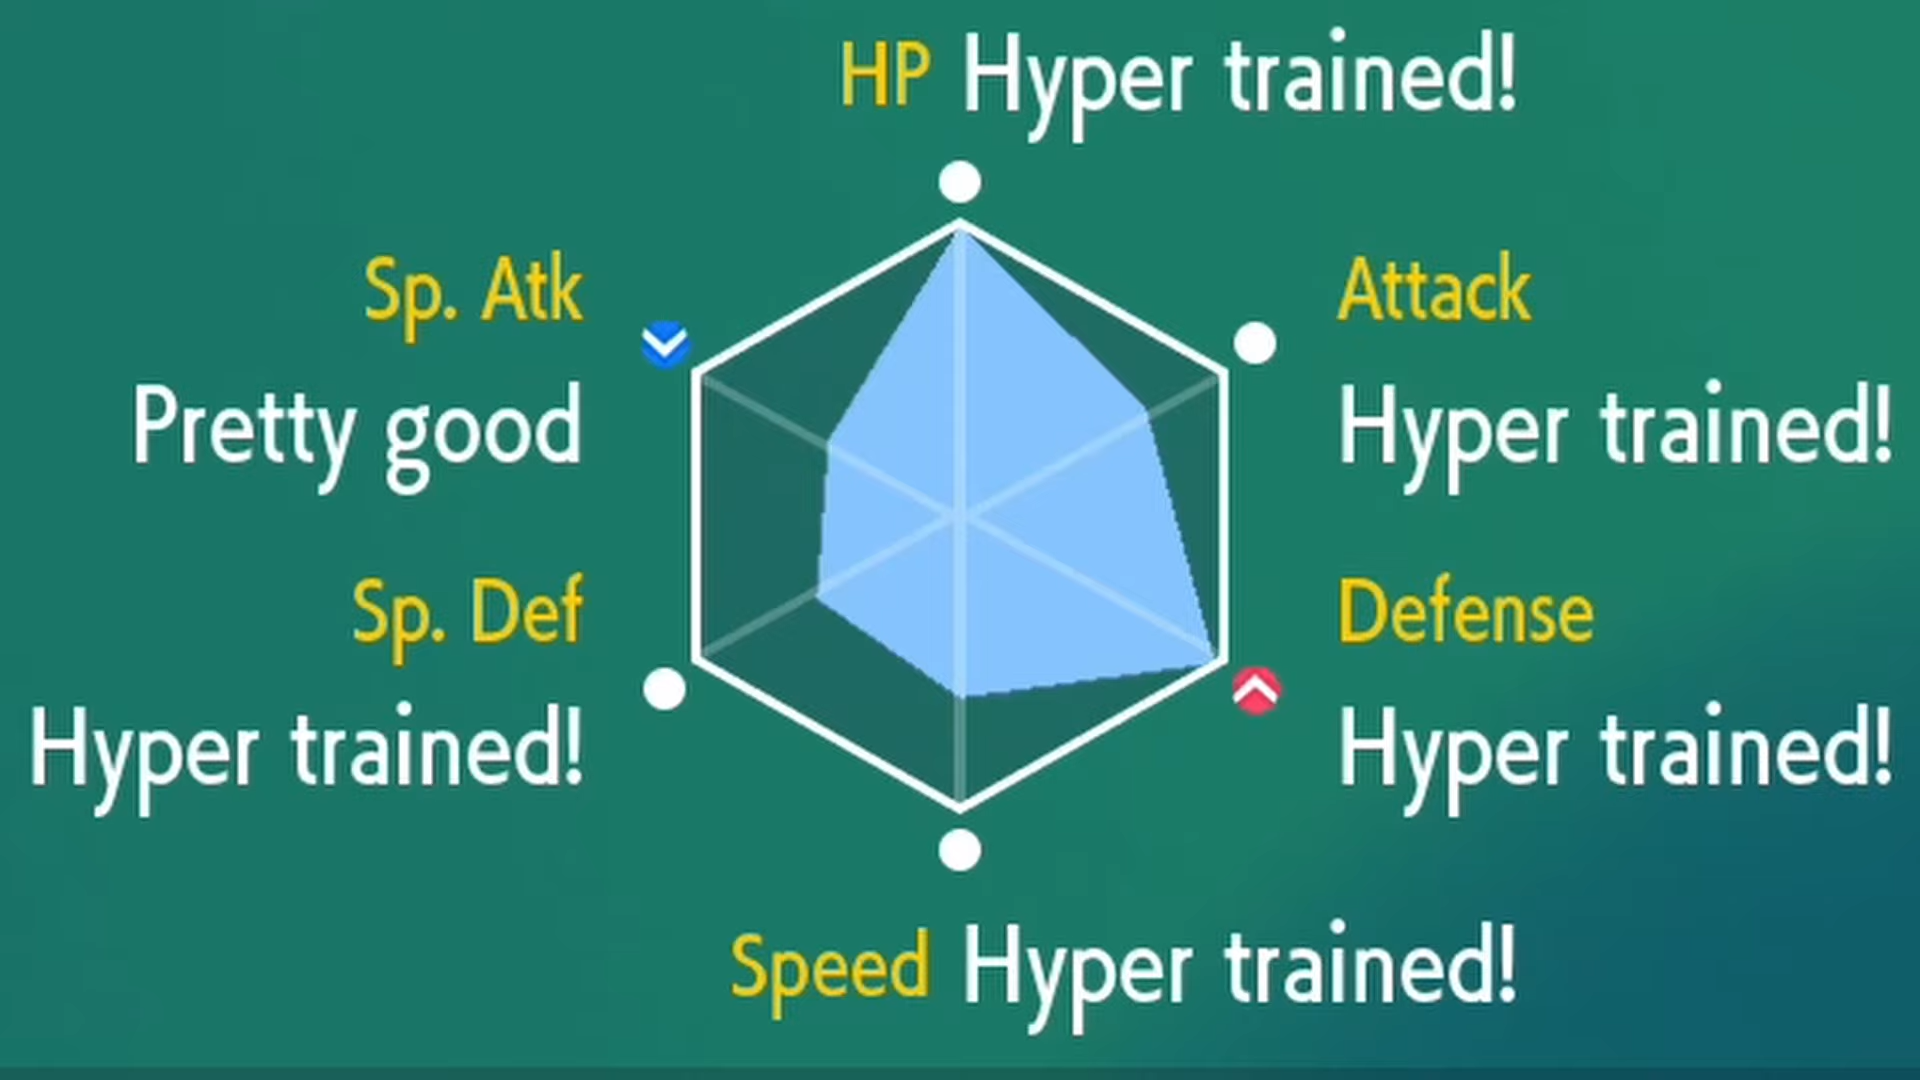 HP Hyper trained!
Sp. Atk
Pretty good
Attack
Hyper trained!
Sp. Def
Hyper trained!
Defense
Hyper trained!
Speed Hyper trained!